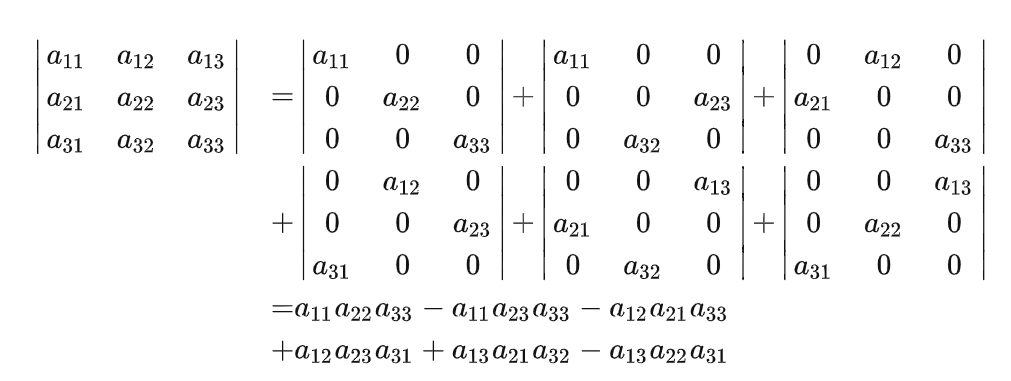 | a₁₁ a₁₂ a₁₃ | | a₁₁ 0 0 | | a₁₁ 0 0 | | 0 a₁₂ 0 |
| a₂₁ a₂₂ a₂₃ | = | 0 a₂₂ 0 | + | 0 0 a₂₃ | + | a₂₁ 0 0 |
| a₃₁ a₃₂ a₃₃ | | 0 0 a₃₃ | | 0 a₃₂ 0 | | 0 0 a₃₃ |
| 0 a₁₂ 0 | | 0 0 a₁₃ | | 0 0 a₁₃ |
+ | 0 0 a₂₃ | + | a₂₁ 0 0 | + | 0 a₂₂ 0 |
| a₃₁ 0 0 | | 0 a₃₂ 0 | | a₃₁ 0 0 |
=a₁₁a₂₂a₃₃ − a₁₁a₂₃a₃₃ − a₁₂a₂₁a₃₃
+a₁₂a₂₃a₃₁ + a₁₃a₂₁a₃₂ − a₁₃a₂₂a₃₁